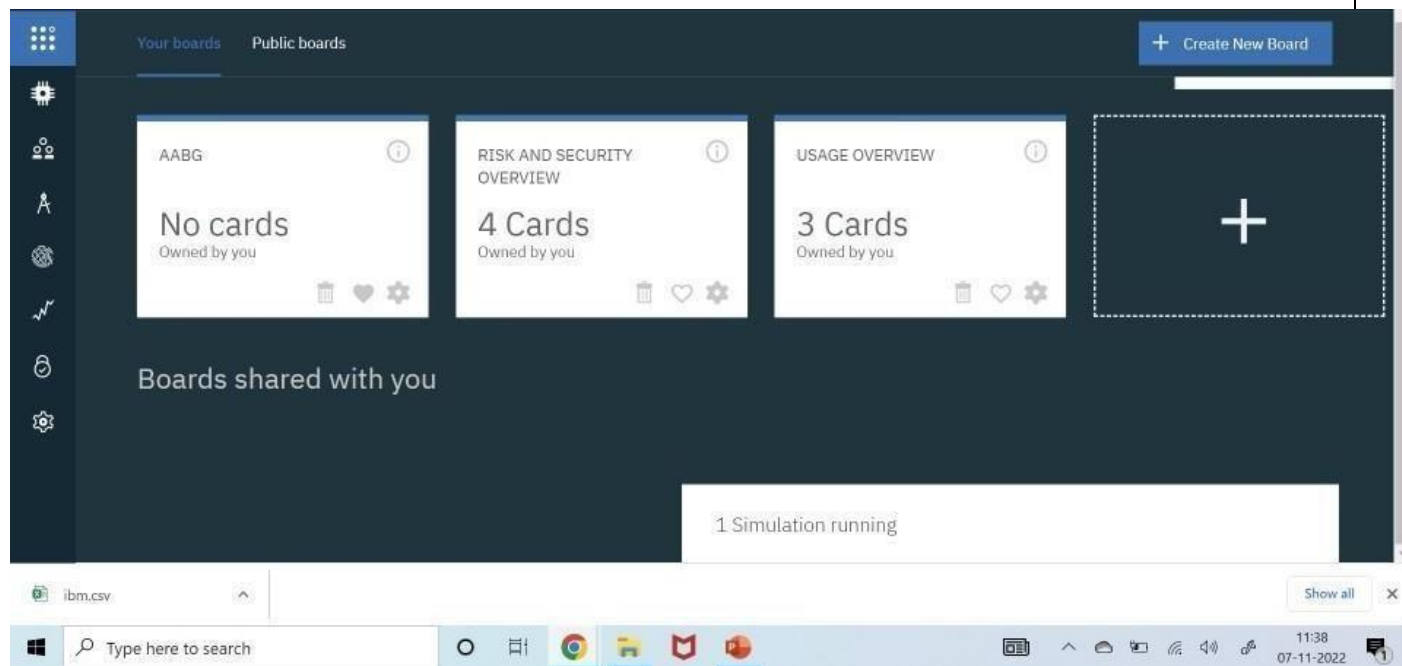 Your boards Public boards
+ Create New Board
AABG
No cards
Owned by you
RISK AND SECURITY
OVERVIEW
4 Cards
Owned by you
USAGE OVERVIEW
3 Cards
Owned by you
Boards shared with you
1 Simulation running
ibm.csv
Show all
Type here to search
11:38
07-11-2022
1